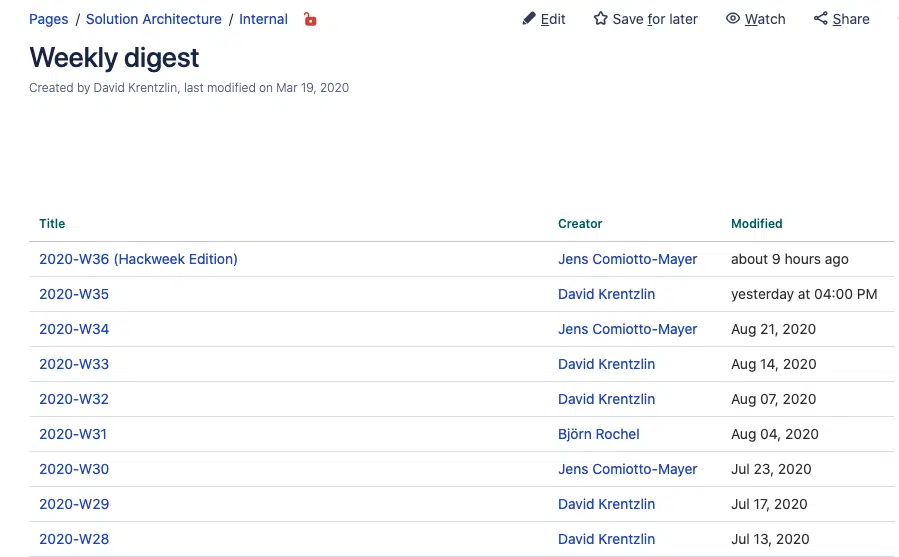 Pages / Solution Architecture / Internal Edit Save for later Watch Share
Weekly digest
Created by David Krentzlin, last modified on Mar 19, 2020
Title Creator Modified
2020-W36 (Hackweek Edition) Jens Comiotto-Mayer about 9 hours ago
2020-W35 David Krentzlin yesterday at 04:00 PM
2020-W34 Jens Comiotto-Mayer Aug 21, 2020
2020-W33 David Krentzlin Aug 14, 2020
2020-W32 David Krentzlin Aug 07, 2020
2020-W31 Björn Rochel Aug 04, 2020
2020-W30 Jens Comiotto-Mayer Jul 23, 2020
2020-W29 David Krentzlin Jul 17, 2020
2020-W28 David Krentzlin Jul 13, 2020